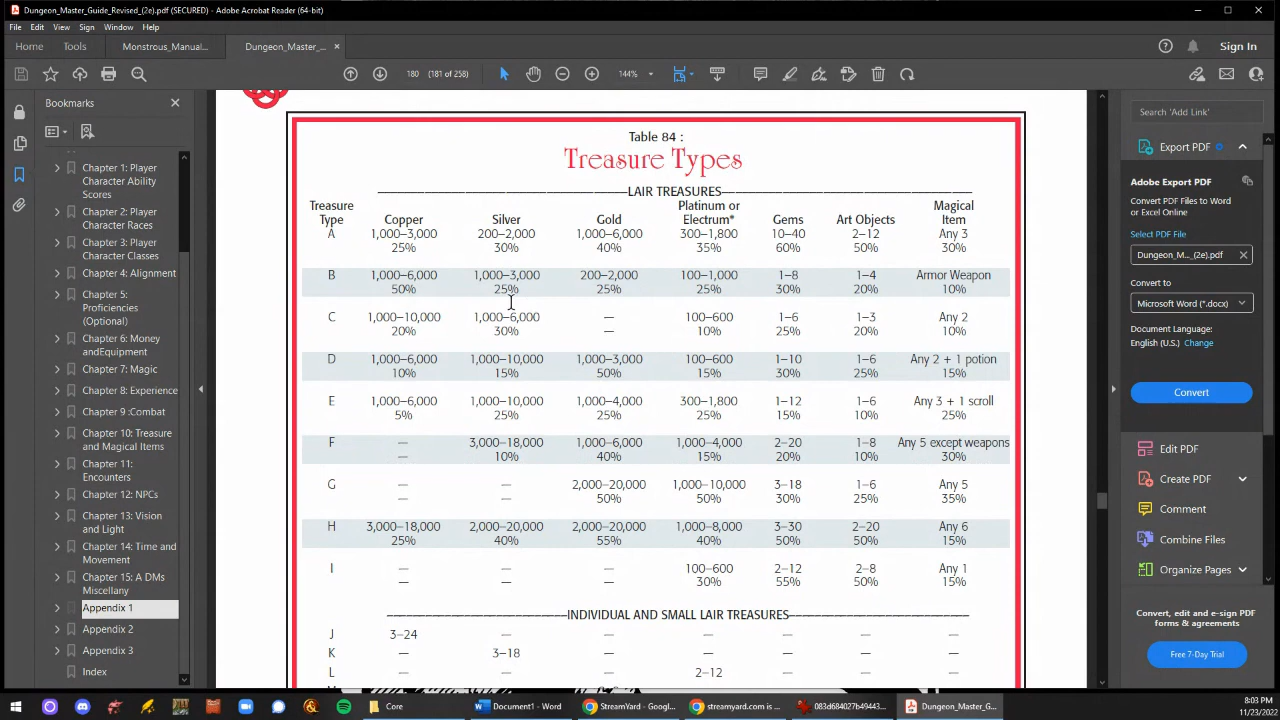 Dungeon_Master_Guide_Revised_(2e).pdf (SECURED) - Adobe Acrobat Reader (64-bit)
File Edit View Sign Window Help
Home Tools Monstrous_Manual... Dungeon_Master_... × Sign In
180 (181 of 258) 144%
Bookmarks
Chapter 1: Player
Character Ability
Scores
Chapter 2: Player
Character Races
Chapter 3: Player
Character Classes
Chapter 4: Alignment
Chapter 5:
Proficiencies
(Optional)
Chapter 6: Money
andEquipment
Chapter 7: Magic
Chapter 8: Experience
Chapter 9 :Combat
Chapter 10: Treasure
and Magical Items
Chapter 11:
Encounters
Chapter 12: NPCs
Chapter 13: Vision
and Light
Chapter 14: Time and
Movement
Chapter 15: A DMs
Miscellany
Appendix 1
Appendix 2
Appendix 3
Index
Table 84 :
Treasure Types
LAIR TREASURES
Treasure Platinum or Magical
Type Copper Silver Gold Electrum* Gems Art Objects Item
A 1,000–3,000 200–2,000 1,000–6,000 300–1,800 10–40 2–12 Any 3
25% 30% 40% 35% 60% 50% 30%
B 1,000–6,000 1,000–3,000 200–2,000 100–1,000 1–8 1–4 Armor Weapon
50% 25% 25% 25% 30% 20% 10%
C 1,000–10,000 1,000–6,000 — 100–600 1–6 1–3 Any 2
20% 30% — 10% 25% 20% 10%
D 1,000–6,000 1,000–10,000 1,000–3,000 100–600 1–10 1–6 Any 2 + 1 potion
10% 15% 50% 15% 30% 25% 15%
E 1,000–6,000 1,000–10,000 1,000–4,000 300–1,800 1–12 1–6 Any 3 + 1 scroll
5% 25% 25% 25% 15% 10% 25%
F — 3,000–18,000 1,000–6,000 1,000–4,000 2–20 1–8 Any 5 except weapons
— 10% 40% 15% 20% 10% 30%
G — — 2,000–20,000 1,000–10,000 3–18 1–6 Any 5
— — 50% 50% 30% 25% 35%
H 3,000–18,000 2,000–20,000 2,000–20,000 1,000–8,000 3–30 2–20 Any 6
25% 40% 55% 40% 50% 50% 15%
I — — — 100–600 2–12 2–8 Any 1
— — — 30% 55% 50% 15%
INDIVIDUAL AND SMALL LAIR TREASURES
J 3–24 — — — — — —
K — 3–18 — — — — —
L — — — 2–12 — — —
Search 'Add Link'
Export PDF
Adobe Export PDF
Convert PDF Files to Word
or Excel Online
Select PDF File
Dungeon_M..._(2e).pdf
Convert to
Microsoft Word (*.docx)
Document Language:
English (U.S.) Change
Convert
Edit PDF
Create PDF
Comment
Combine Files
Organize Pages
Convert, edit and e-sign PDF
forms & agreements
Free 7-Day Trial
Core Document1 - Word StreamYard - Googl... streamyard.com is ... 083d684027b49443... Dungeon_Master_G...
8:03 PM
11/23/2022